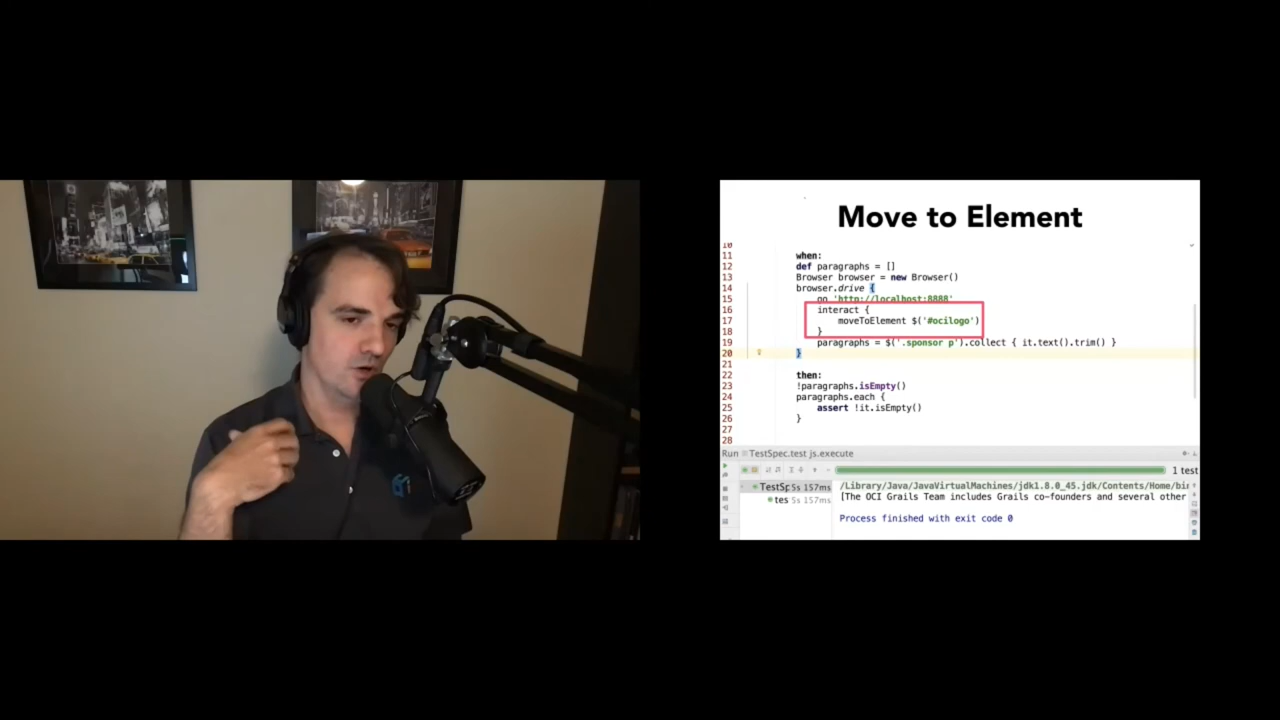 Move to Element
10
11 when:
12 def paragraphs = []
13 Browser browser = new Browser()
14 browser.drive {
15 go 'http://localhost:8888'
16 interact {
17 moveToElement $('#ocilogo')
18 }
19 paragraphs = $('.sponsor p').collect { it.text().trim() }
20 }
21
22 then:
23 !paragraphs.isEmpty()
24 paragraphs.each {
25 assert !it.isEmpty()
26 }
27
28
Run TestSpec.test js.execute
1 test
TestSp 5s 157ms
tes 5s 157ms
/Library/Java/JavaVirtualMachines/jdk1.8.0_45.jdk/Contents/Home/bin
[The OCI Grails Team includes Grails co-founders and several other
Process finished with exit code 0